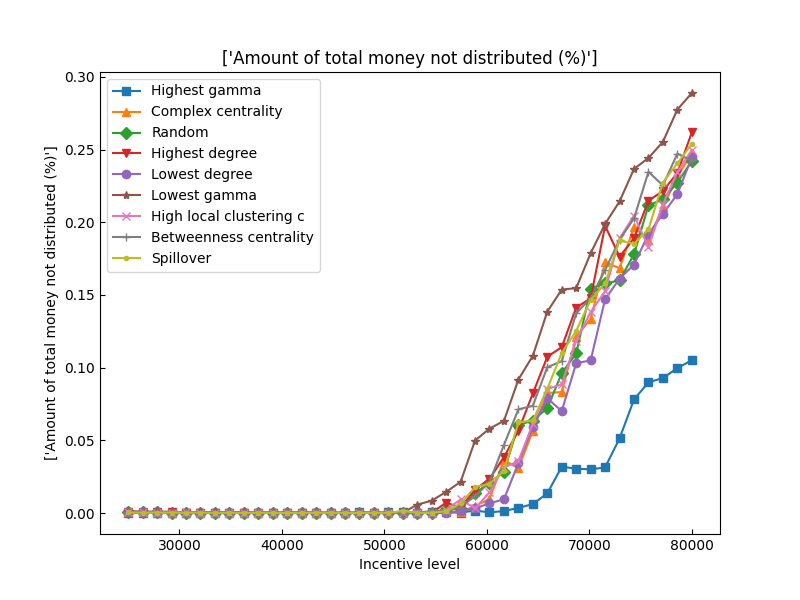 ['Amount of total money not distributed (%)']
['Amount of total money not distributed (%)']
0.30
0.25
0.20
0.15
0.10
0.05
0.00
Highest gamma
Complex centrality
Random
Highest degree
Lowest degree
Lowest gamma
High local clustering c
Betweenness centrality
Spillover
30000 40000 50000 60000 70000 80000
Incentive level